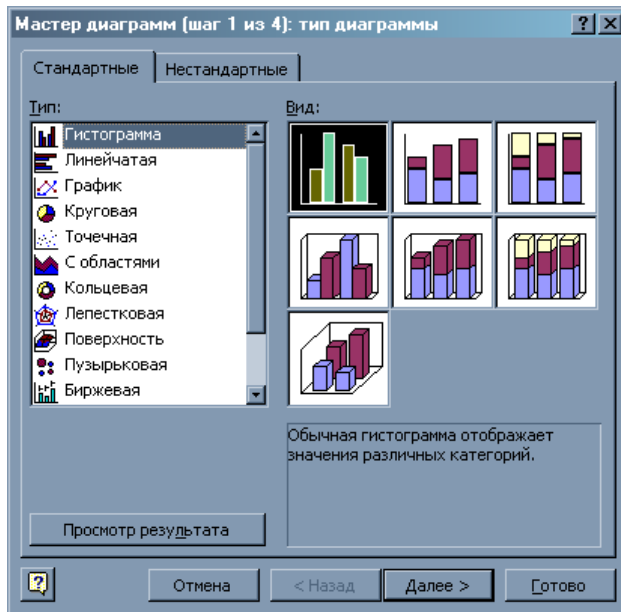 Мастер диаграмм (шаг 1 из 4): тип диаграммы
Стандартные
Нестандартные
Тип:
Гистограмма
Линейчатая
График
Круговая
Точечная
С областями
Кольцевая
Лепестковая
Поверхность
Пузырьковая
Биржевая
Вид:
Обычная гистограмма отображает
значения различных категорий.
Просмотр результата
Отмена
< Назад
Далее >
Готово